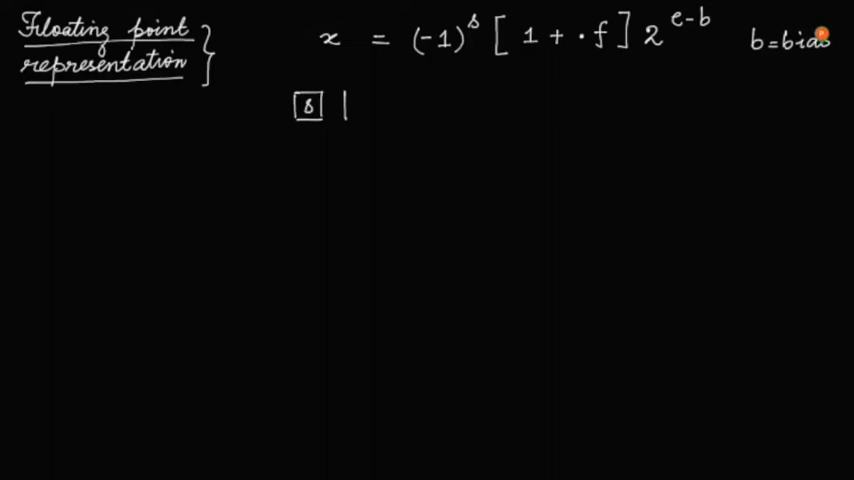 Floating point x = (-1)^s [ 1 + .f ] 2^{e-b} b=bias
representation }
s |